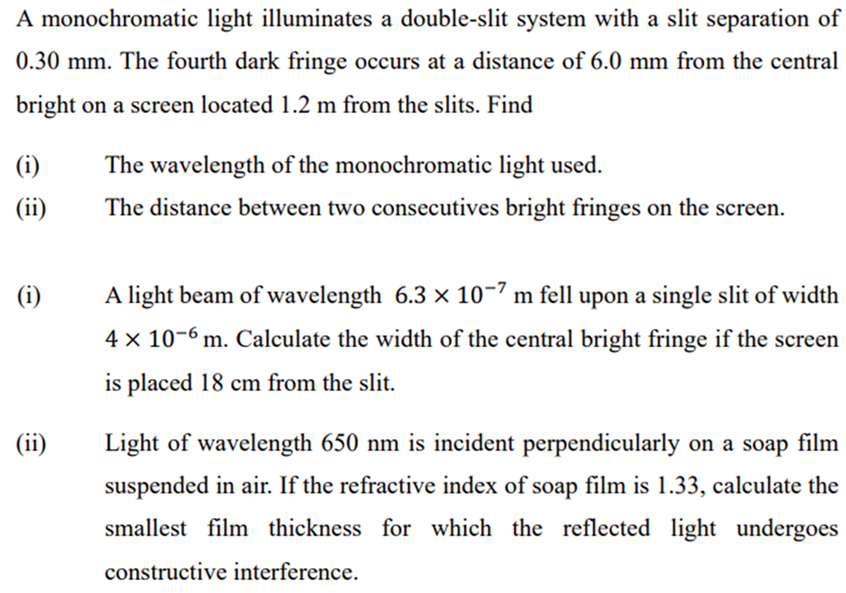 A monochromatic light illuminates a double-slit system with a slit separation of
0.30 mm. The fourth dark fringe occurs at a distance of 6.0 mm from the central
bright on a screen located 1.2 m from the slits. Find
(i) The wavelength of the monochromatic light used.
(ii) The distance between two consecutives bright fringes on the screen.
(i) A light beam of wavelength 6.3 × 10⁻⁷ m fell upon a single slit of width
4 × 10⁻⁶ m. Calculate the width of the central bright fringe if the screen
is placed 18 cm from the slit.
(ii) Light of wavelength 650 nm is incident perpendicularly on a soap film
suspended in air. If the refractive index of soap film is 1.33, calculate the
smallest film thickness for which the reflected light undergoes
constructive interference.